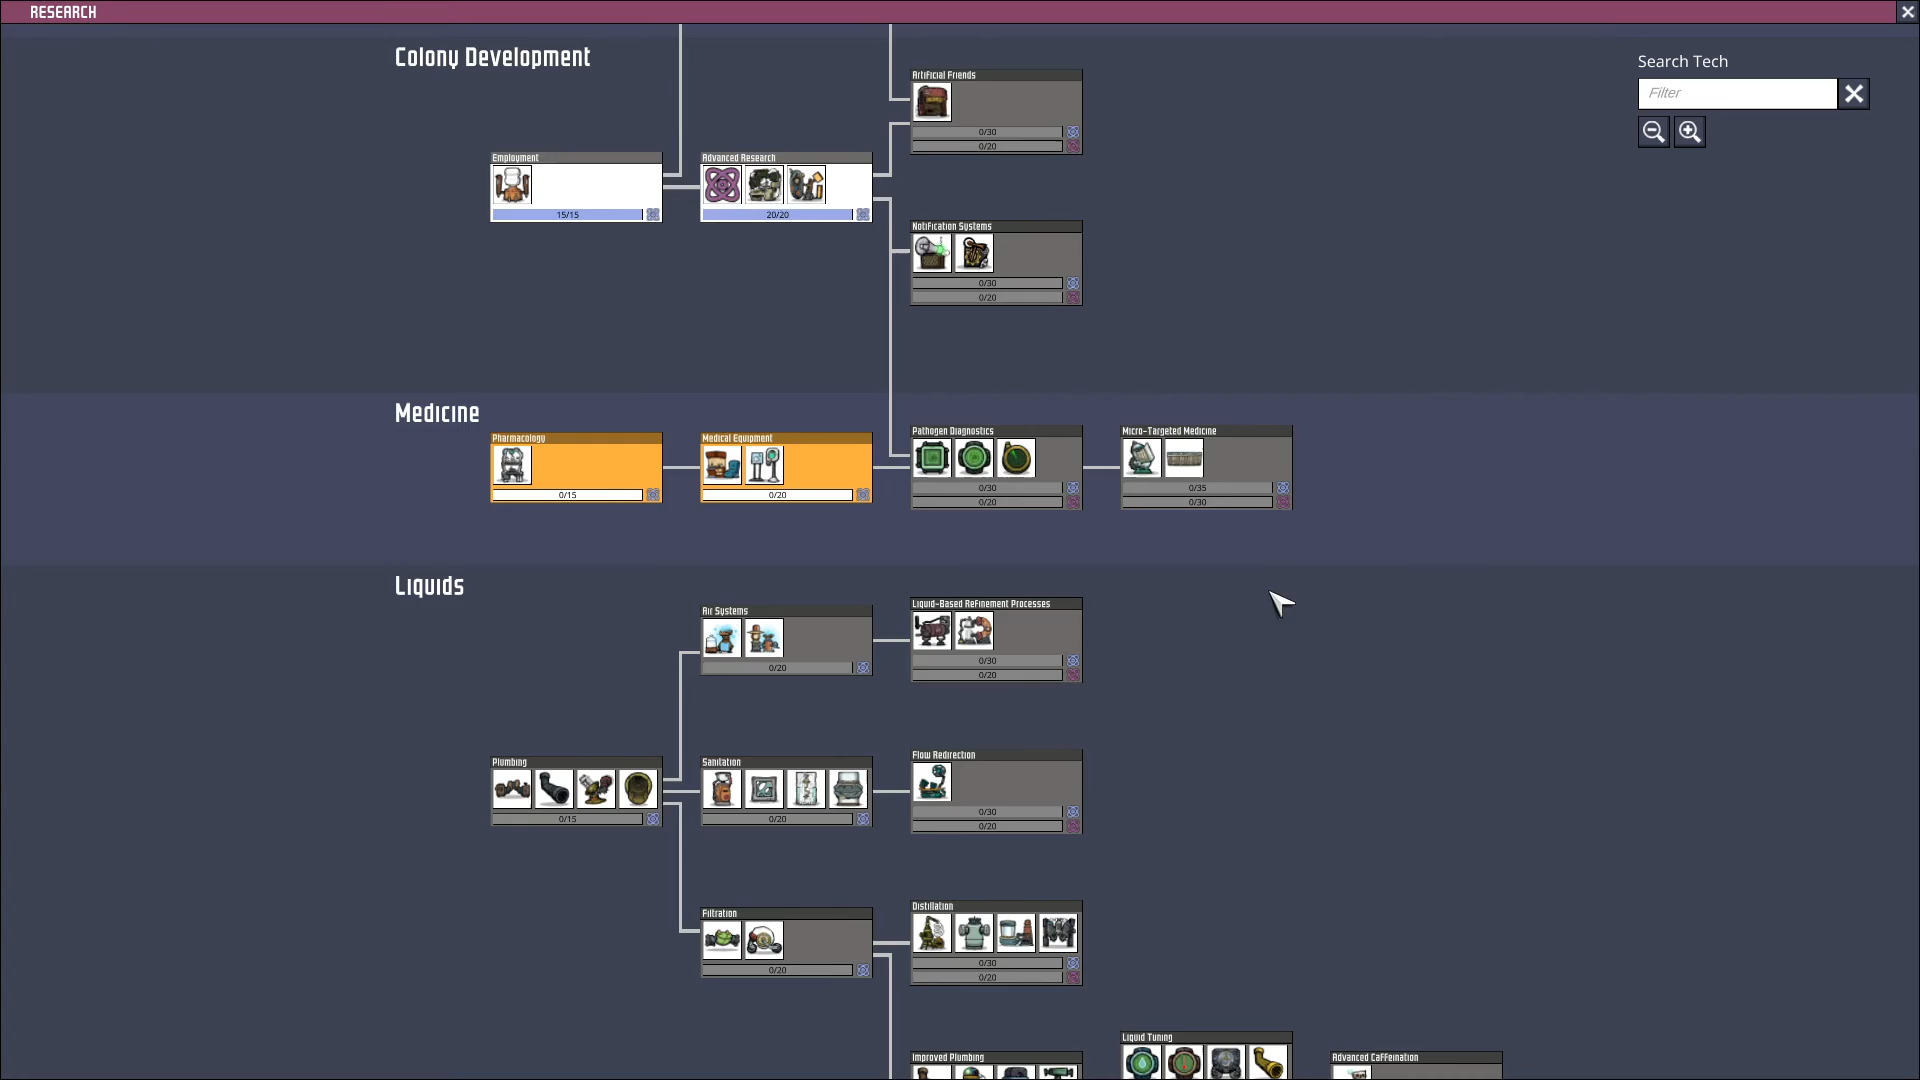 RESEARCH
Colony Development
Search Tech
Filter
Artificial Friends
0/30
0/20
Employment
15/15
Advanced Research
20/20
Notification Systems
0/30
0/20
Medicine
Pharmacology
0/15
Medical Equipment
0/20
Pathogen Diagnostics
0/30
0/20
Micro-Targeted Medicine
0/35
0/30
Liquids
Air Systems
0/20
Liquid-Based Refinement Processes
0/30
0/20
Plumbing
0/15
Sanitation
0/20
Flow Redirection
0/30
0/20
Filtration
0/20
Distillation
0/30
0/20
Improved Plumbing
Liquid Tuning
Advanced Caffeination